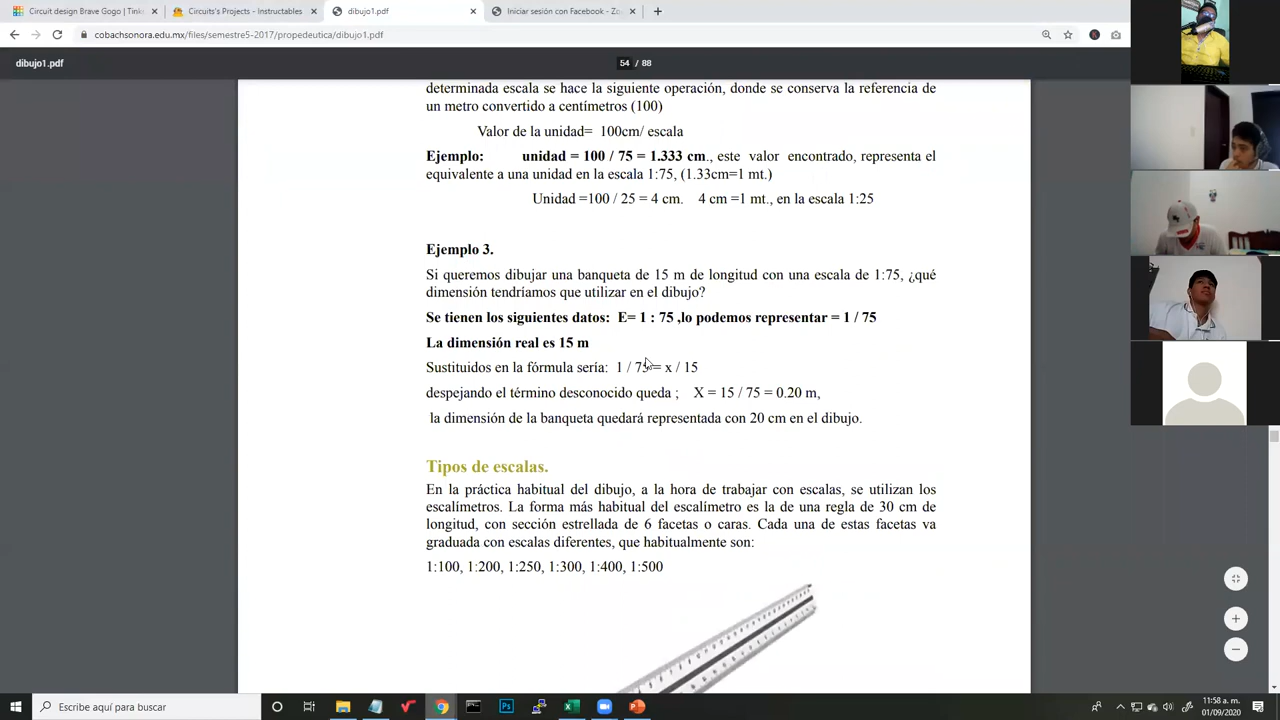 Circuit design Brave Gogo | Tink
Circuits's Projects - Instructables
dibujo1.pdf
Iniciar sesión con Facebook - Zo
cobachsonora.edu.mx/files/semestre5-2017/propedeutica/dibujo1.pdf
dibujo1.pdf
54 / 88
determinada escala se hace la siguiente operación, donde se conserva la referencia de
un metro convertido a centímetros (100)
Valor de la unidad= 100cm/ escala
Ejemplo: unidad = 100 / 75 = 1.333 cm., este valor encontrado, representa el
equivalente a una unidad en la escala 1:75, (1.33cm=1 mt.)
Unidad =100 / 25 = 4 cm. 4 cm =1 mt., en la escala 1:25
Ejemplo 3.
Si queremos dibujar una banqueta de 15 m de longitud con una escala de 1:75, ¿qué
dimensión tendríamos que utilizar en el dibujo?
Se tienen los siguientes datos: E= 1 : 75 ,lo podemos representar = 1 / 75
La dimensión real es 15 m
Sustituidos en la fórmula sería: 1 / 75 = x / 15
despejando el término desconocido queda ; X = 15 / 75 = 0.20 m,
la dimensión de la banqueta quedará representada con 20 cm en el dibujo.
Tipos de escalas.
En la práctica habitual del dibujo, a la hora de trabajar con escalas, se utilizan los
escalímetros. La forma más habitual del escalímetro es la de una regla de 30 cm de
longitud, con sección estrellada de 6 facetas o caras. Cada una de estas facetas va
graduada con escalas diferentes, que habitualmente son:
1:100, 1:200, 1:250, 1:300, 1:400, 1:500
Escribe aquí para buscar
11:58 a. m.
01/09/2020